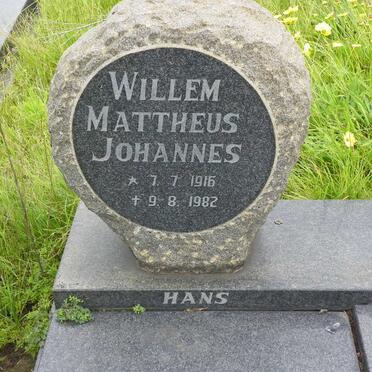 WILLEM
MATTHEUS
JOHANNES
* 7.7.1916
+ 9.8.1982
HANS